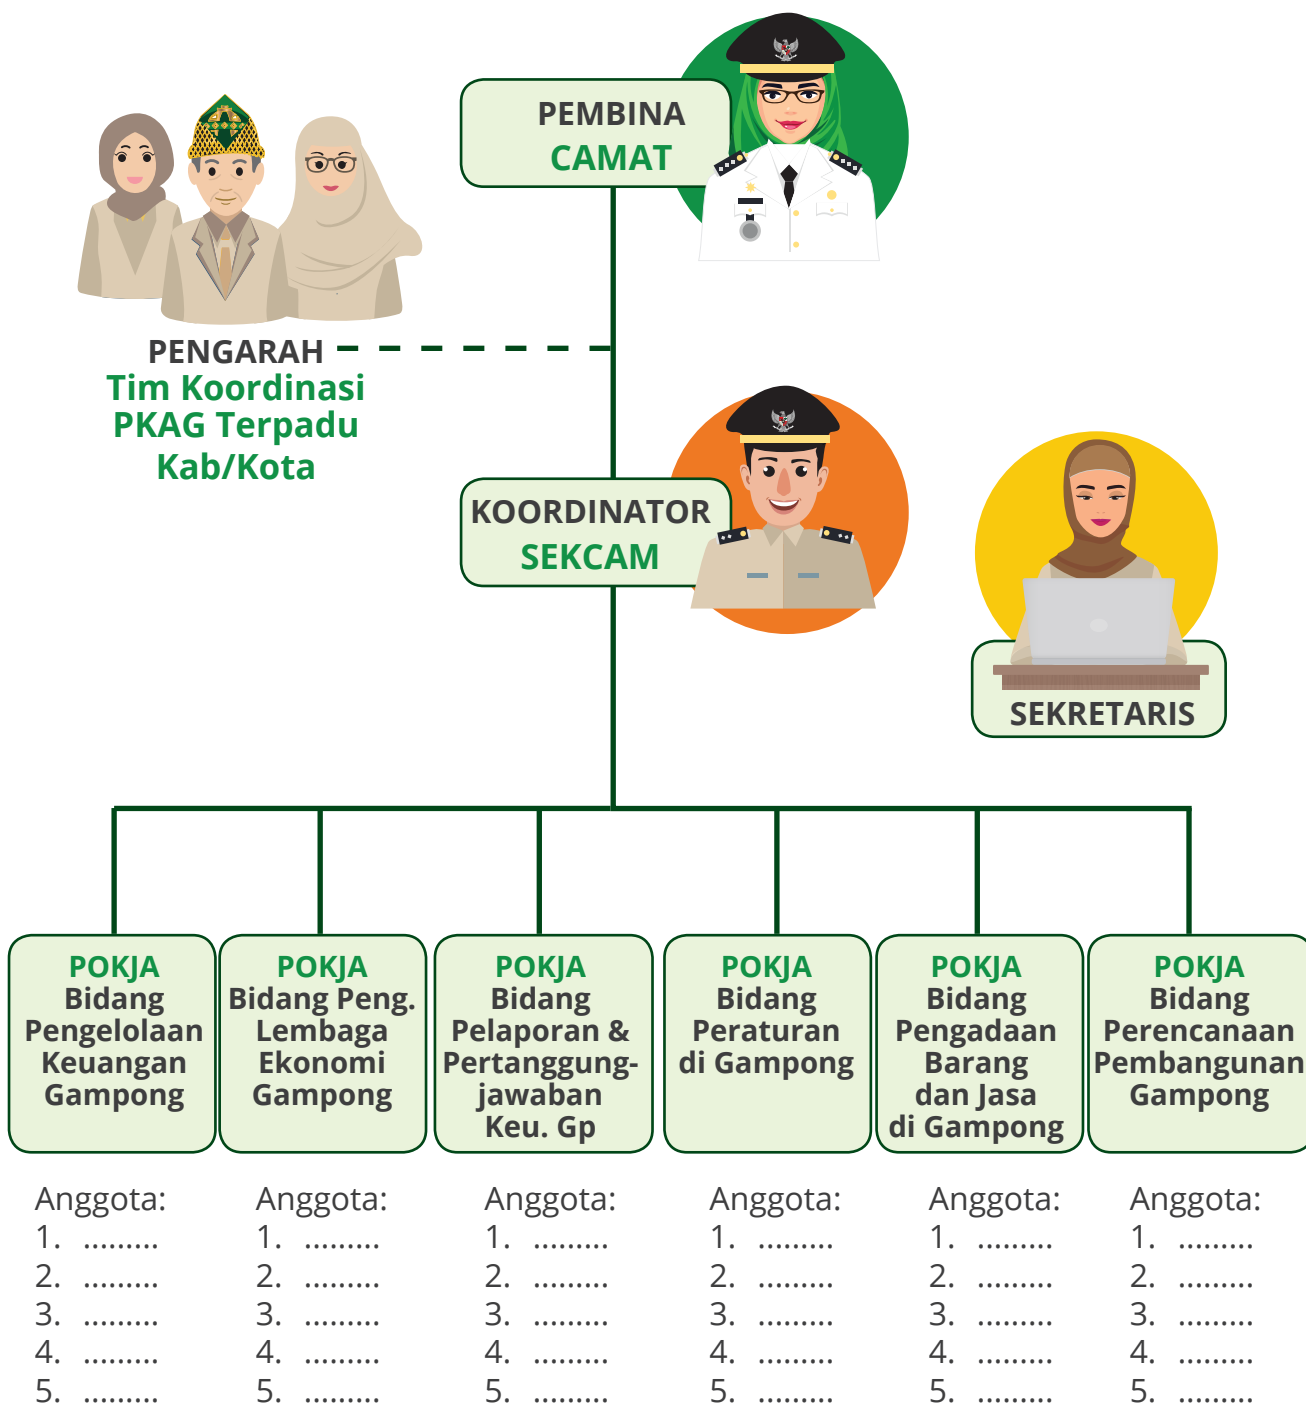 PEMBINA
CAMAT
PENGARAH
Tim Koordinasi
PKAG Terpadu
Kab/Kota
KOORDINATOR
SEKCAM
SEKRETARIS
POKJA
Bidang
Pengelolaan
Keuangan
Gampong
POKJA
Bidang Peng.
Lembaga
Ekonomi
Gampong
POKJA
Bidang
Pelaporan &
Pertanggung-
jawaban
Keu. Gp
POKJA
Bidang
Peraturan
di Gampong
POKJA
Bidang
Pengadaan
Barang
dan Jasa
di Gampong
POKJA
Bidang
Perencanaan
Pembangunan
Gampong
Anggota:
1. .........
2. .........
3. .........
4. .........
5. .........
Anggota:
1. .........
2. .........
3. .........
4. .........
5. .........
Anggota:
1. .........
2. .........
3. .........
4. .........
5. .........
Anggota:
1. .........
2. .........
3. .........
4. .........
5. .........
Anggota:
1. .........
2. .........
3. .........
4. .........
5. .........
Anggota:
1. .........
2. .........
3. .........
4. .........
5. .........